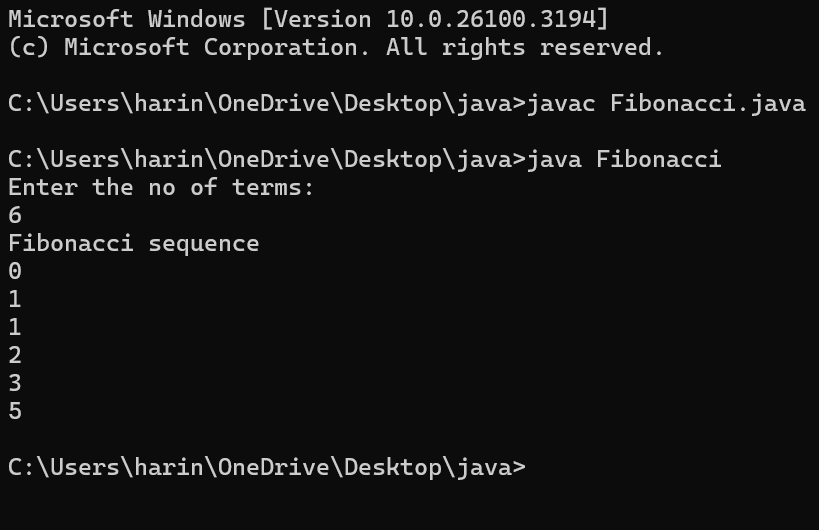 Microsoft Windows [Version 10.0.26100.3194]
(c) Microsoft Corporation. All rights reserved.
C:\Users\harin\OneDrive\Desktop\java>javac Fibonacci.java
C:\Users\harin\OneDrive\Desktop\java>java Fibonacci
Enter the no of terms:
6
Fibonacci sequence
0
1
1
2
3
5
C:\Users\harin\OneDrive\Desktop\java>